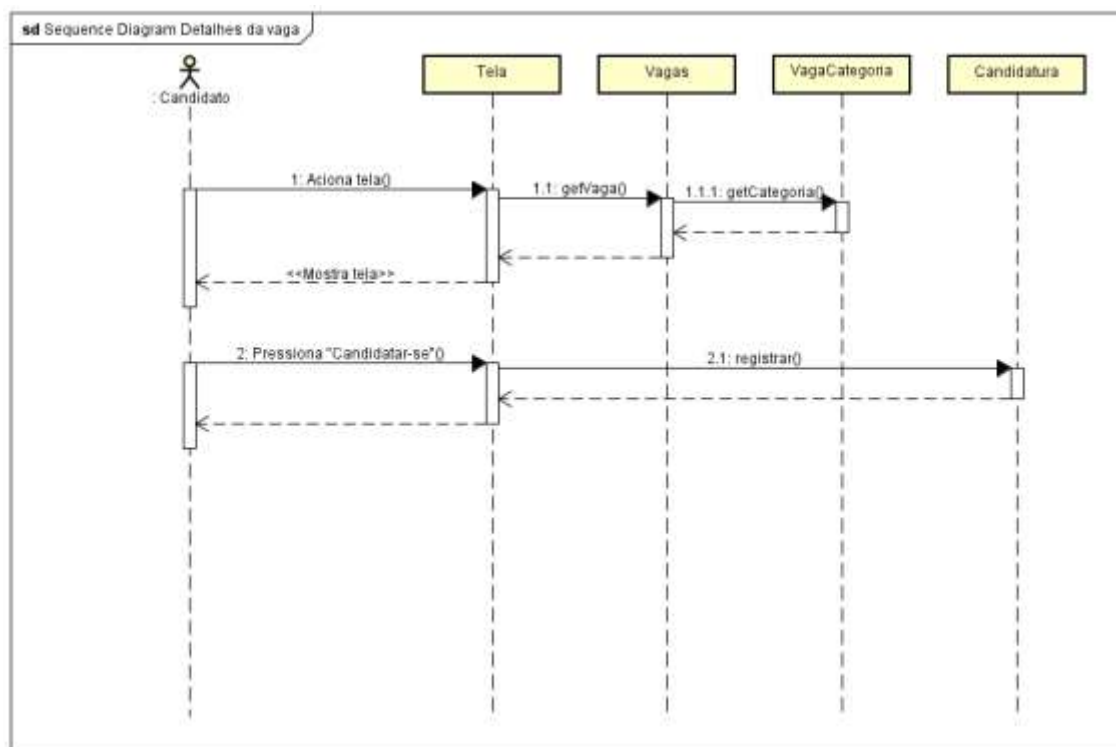 sd Sequence Diagram Detalhes da vaga
: Candidato
Tela
Vagas
VagaCategoria
Candidatura
1: Aciona tela()
1.1: getVaga()
1.1.1: getCategoria()
<<Mostra tela>>
2: Pressiona "Candidatar-se"()
2.1: registrar()